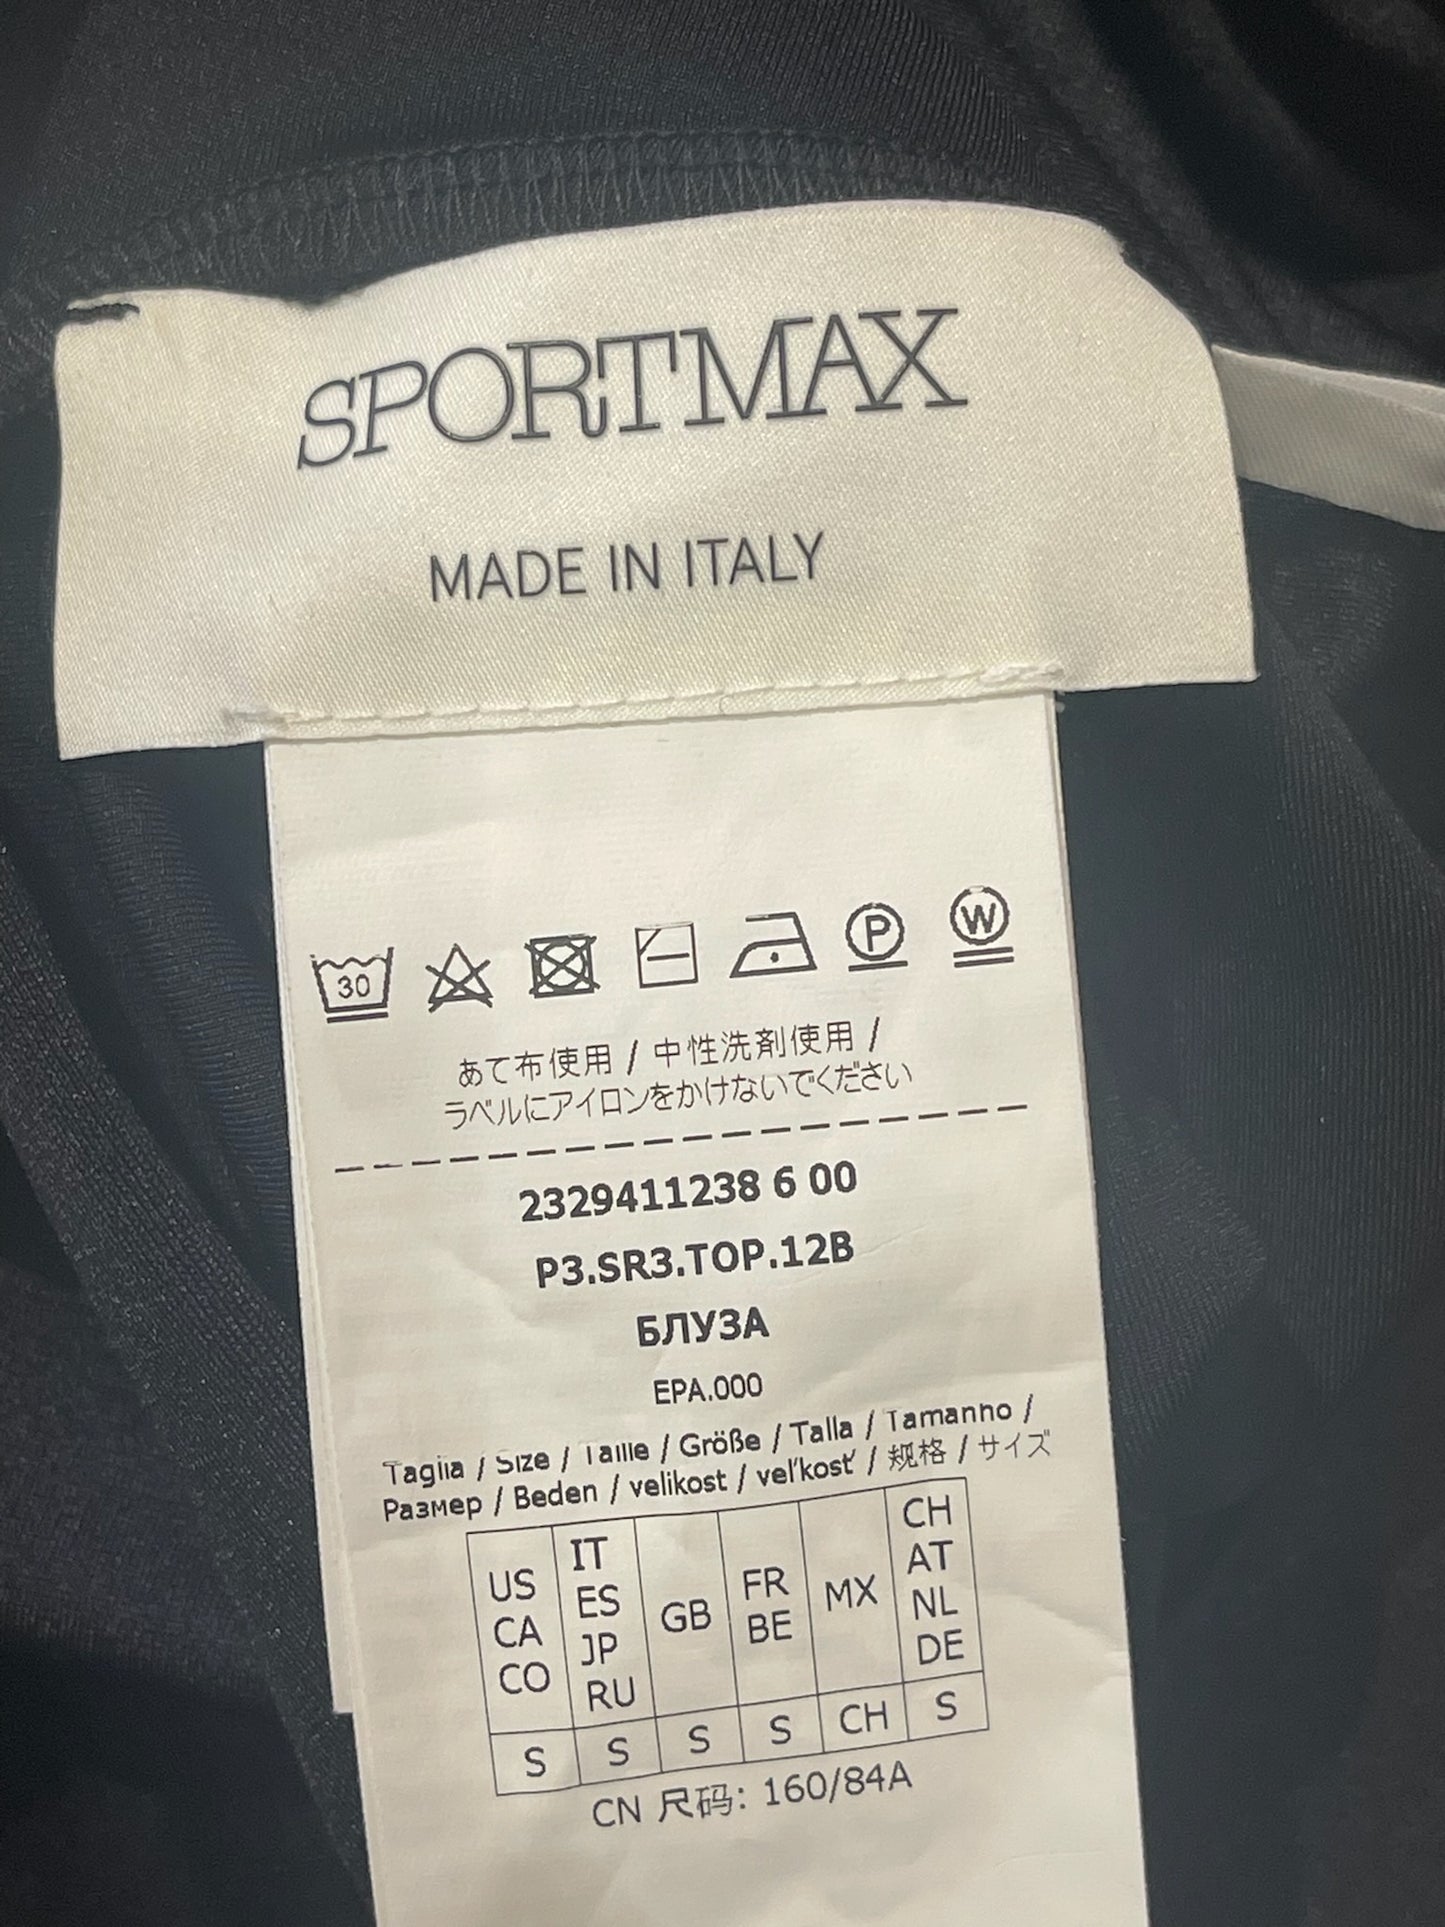 SPORTMAX
MADE IN ITALY
30 P W
あて布使用 / 中性洗剤使用 /
ラベルにアイロンをかけないでください
2329411238 6 00
P3.SR3.TOP.12B
БЛУЗА
EPA.000
Taglia / Size / Taille / Größe / Talla / Tamanho /
Размер / Beden / velikost / veľkosť / 规格 / サイズ
US CA CO IT ES JP RU GB FR BE MX CH AT NL DE
S S S S CH S
CN 尺码: 160/84A